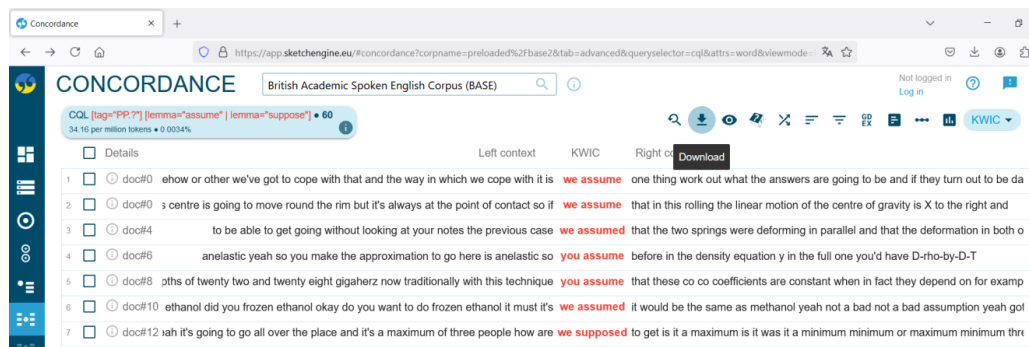 Concordance
https://app.sketchengine.eu/#concordance?corpname=preloaded%2Fbase2&tab=advanced&queryselector=cql&attrs=word&viewmode=
CONCORDANCE
British Academic Spoken English Corpus (BASE)
Not logged in
Log in
CQL [tag="PP.?"] [lemma="assume" | lemma="suppose"] • 60
34.16 per million tokens • 0.0034%
KWIC
Details Left context KWIC Right co
Download
1 doc#0 ehow or other we've got to cope with that and the way in which we cope with it is we assume one thing work out what the answers are going to be and if they turn out to be da
2 doc#0 s centre is going to move round the rim but it's always at the point of contact so if we assume that in this rolling the linear motion of the centre of gravity is X to the right and
3 doc#4 to be able to get going without looking at your notes the previous case we assumed that the two springs were deforming in parallel and that the deformation in both o
4 doc#6 anelastic yeah so you make the approximation to go here is anelastic so you assume before in the density equation y in the full one you'd have D-rho-by-D-T
5 doc#8 pths of twenty two and twenty eight gigaherz now traditionally with this technique you assume that these co co coefficients are constant when in fact they depend on for examp
6 doc#10 ethanol did you frozen ethanol okay do you want to do frozen ethanol it must it's we assumed it would be the same as methanol yeah not a bad not a bad assumption yeah got
7 doc#12 ah it's going to go all over the place and it's a maximum of three people how are we supposed to get is it a maximum is it was it a minimum minimum or maximum minimum thre